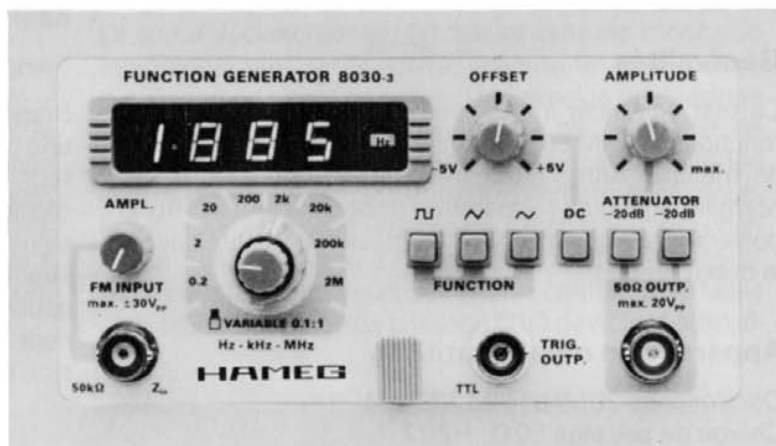 FUNCTION GENERATOR 8030-3
OFFSET
AMPLITUDE
1.885 Hz
-5V +5V
max.
AMPL.
0.2 2 20 200 2k 20k 200k 2M
ATTENUATOR
DC -20dB -20dB
FM INPUT
max. ±30Vpp
FUNCTION
50Ω OUTP.
max. 20Vpp
VARIABLE 0.1:1
Hz - kHz - MHz
HAMEG
50kΩ
TRIG.
OUTP.
TTL